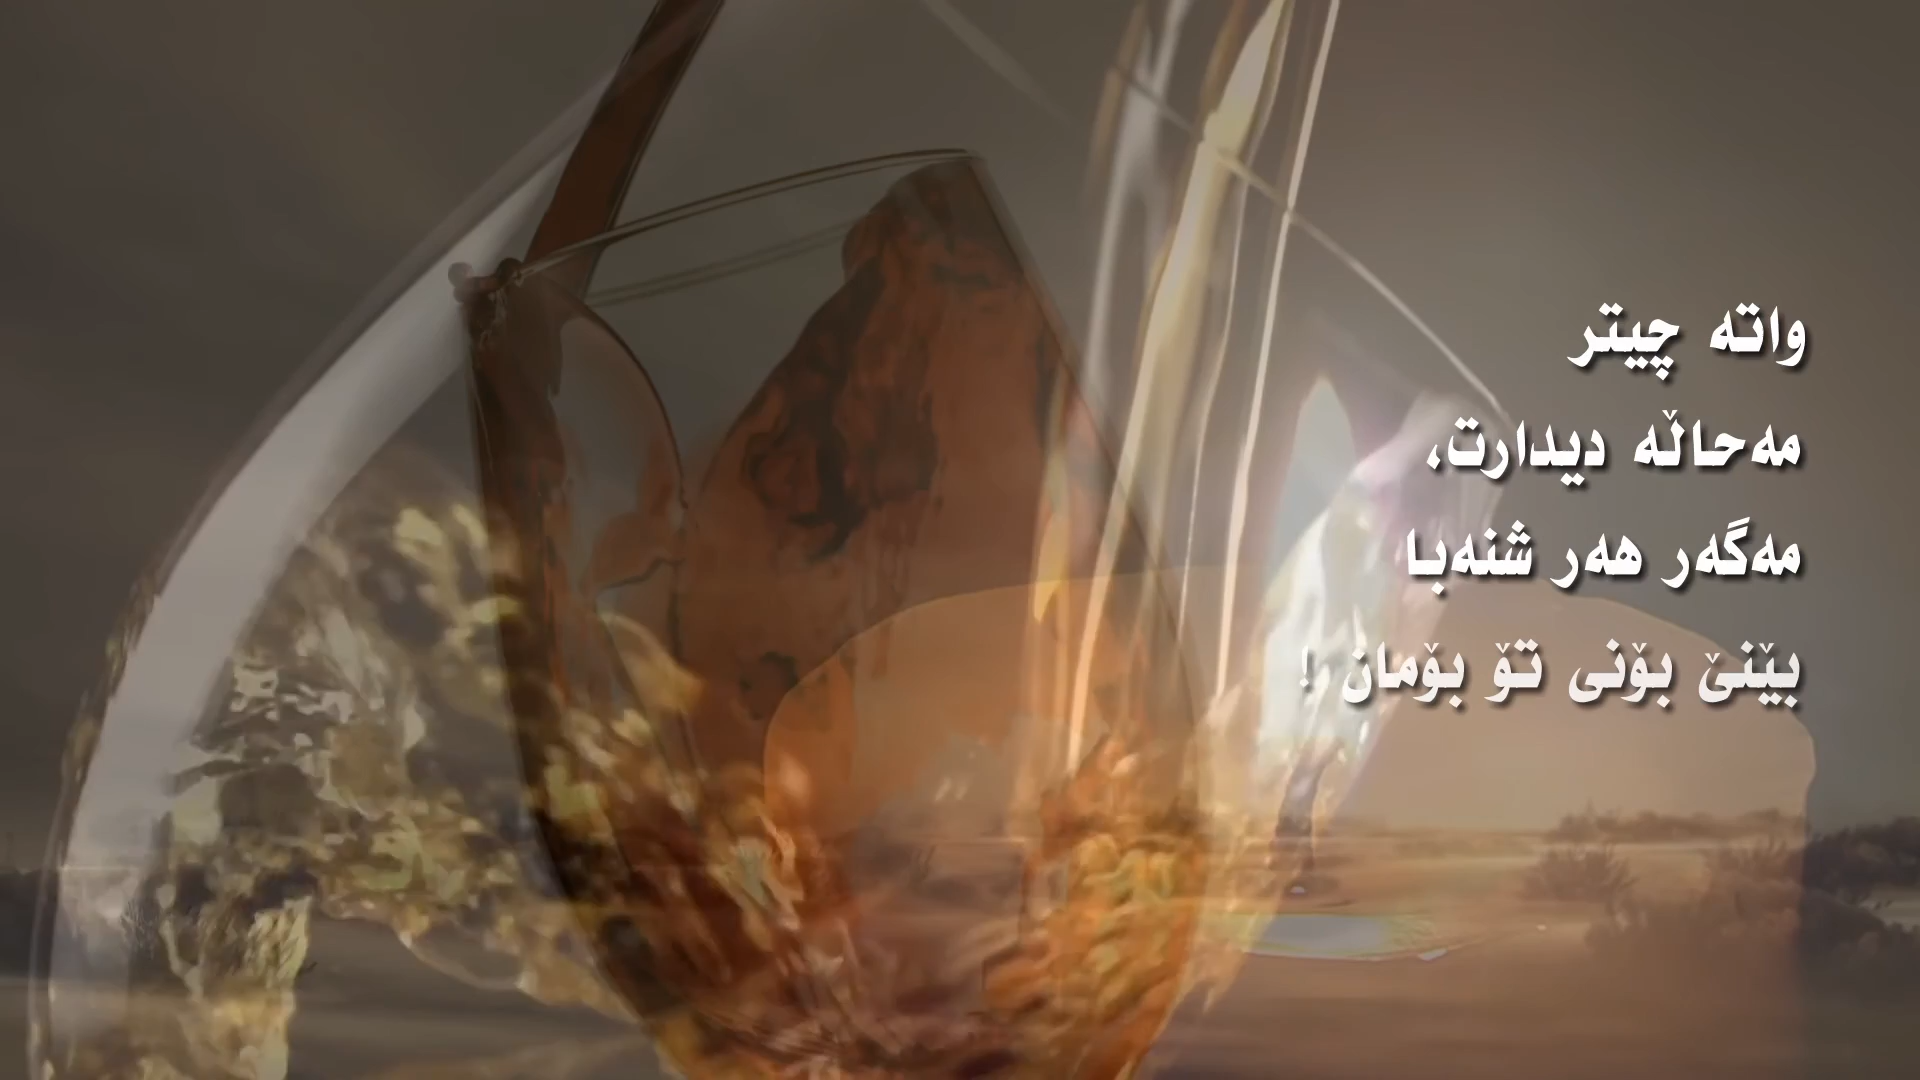 واتە چیتر
مەحاڵە دیدارت،
مەگەر هەر شنەبا
بێنێ بۆنی تۆ بۆمان !